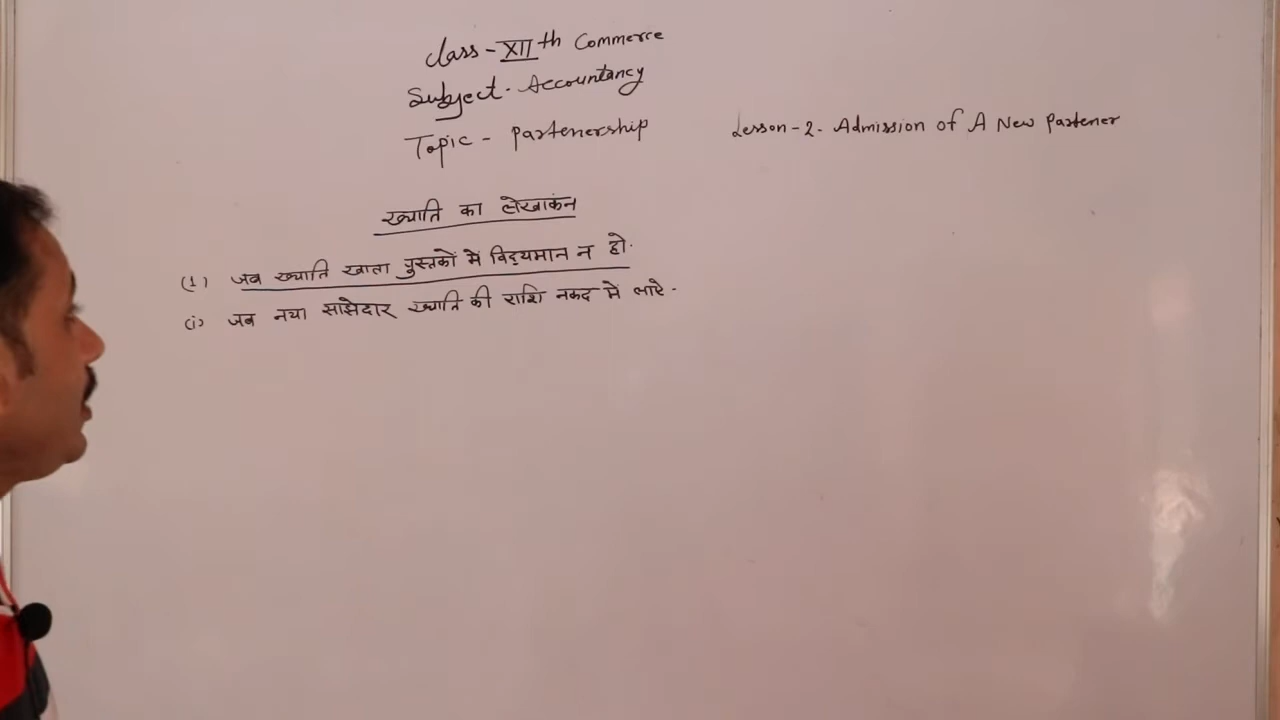 Class - XII th Commerce
Subject - Accountancy
Topic - Partenership
Lesson - 2 - Admission of A New Partener
ख्याति का लेखाकंन
(1) जब ख्याति खाता पुस्तकों में विद्यमान न हो.
(i) जब नया साझेदार ख्याति की राशि नकद में लाऐ -